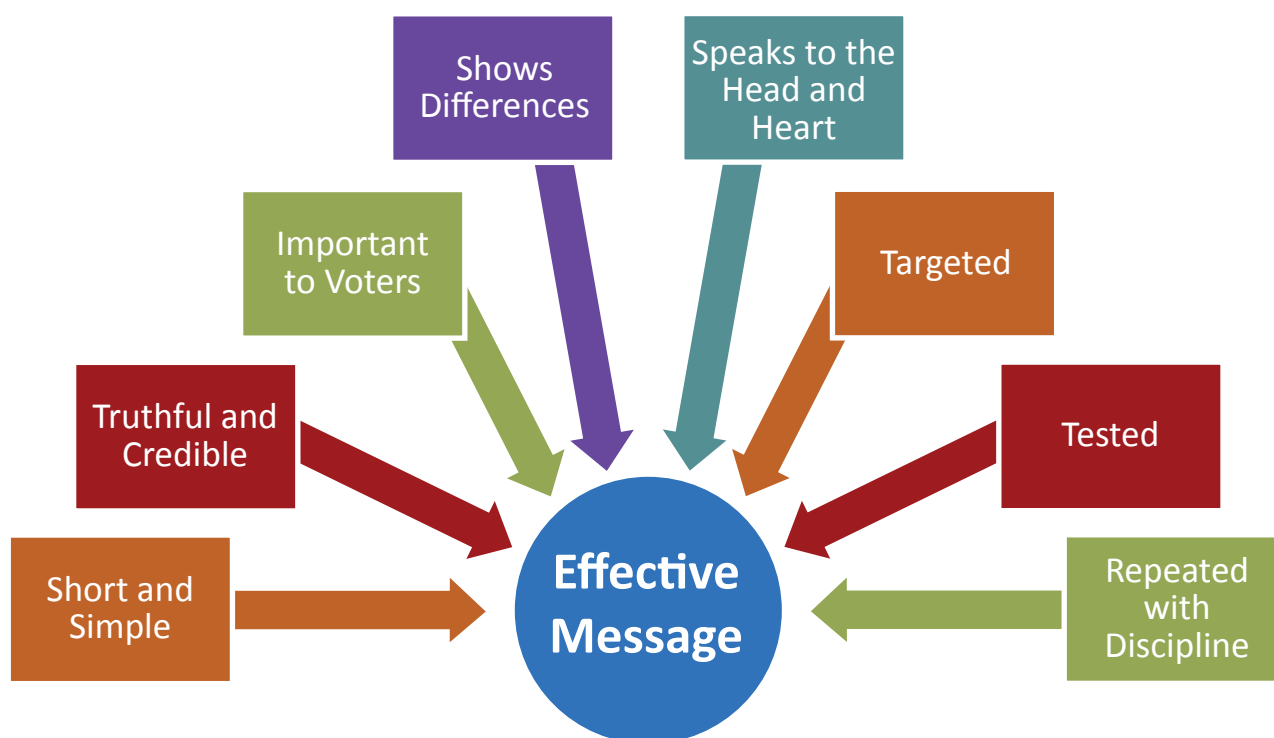 Shows
Differences
Speaks to the
Head and
Heart
Important
to Voters
Targeted
Truthful and
Credible
Tested
Short and
Simple
Effective
Message
Repeated
with
Discipline